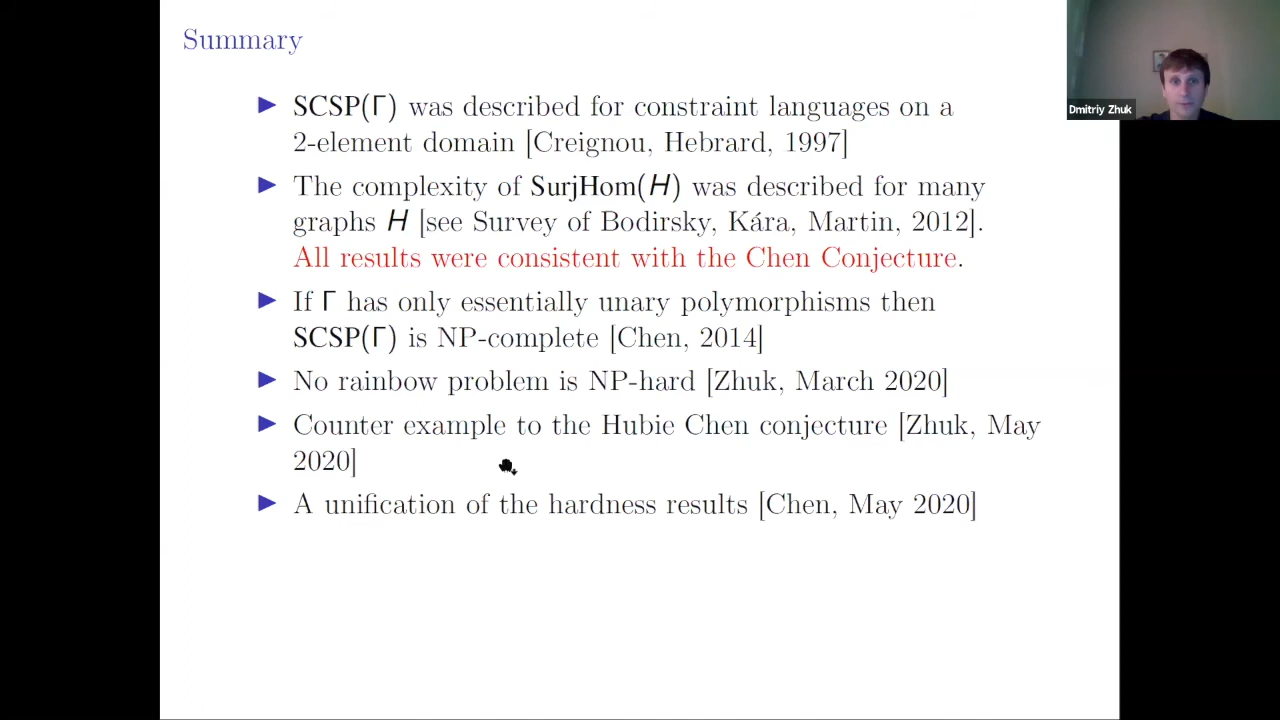 Summary
▶ SCSP(Γ) was described for constraint languages on a
2-element domain [Creignou, Hebrard, 1997]
▶ The complexity of SurjHom(H) was described for many
graphs H [see Survey of Bodirsky, Kára, Martin, 2012].
All results were consistent with the Chen Conjecture.
▶ If Γ has only essentially unary polymorphisms then
SCSP(Γ) is NP-complete [Chen, 2014]
▶ No rainbow problem is NP-hard [Zhuk, March 2020]
▶ Counter example to the Hubie Chen conjecture [Zhuk, May
2020]
▶ A unification of the hardness results [Chen, May 2020]
Dmitriy Zhuk